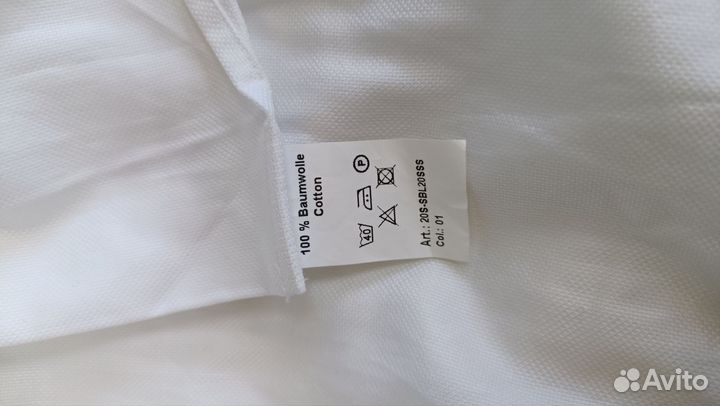 100 % Baumwolle
Cotton
40
P
Art.: 20S-SBL20SSS
Col.: 01
Avito